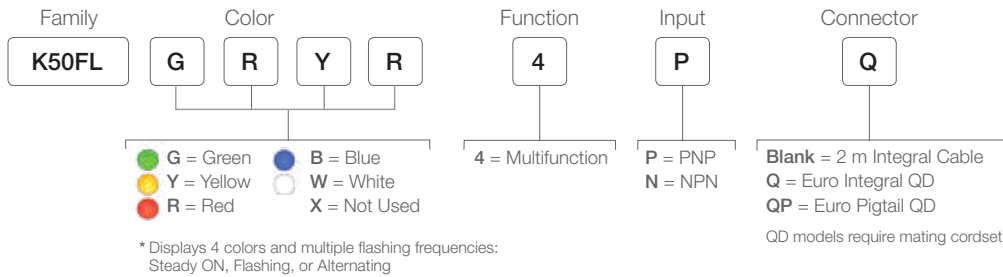 Family Color Function Input Connector
K50FL G R Y R 4 P Q
G = Green B = Blue 4 = Multifunction P = PNP Blank = 2 m Integral Cable
Y = Yellow W = White N = NPN Q = Euro Integral QD
R = Red X = Not Used QP = Euro Pigtail QD
QD models require mating cordset
* Displays 4 colors and multiple flashing frequencies:
Steady ON, Flashing, or Alternating